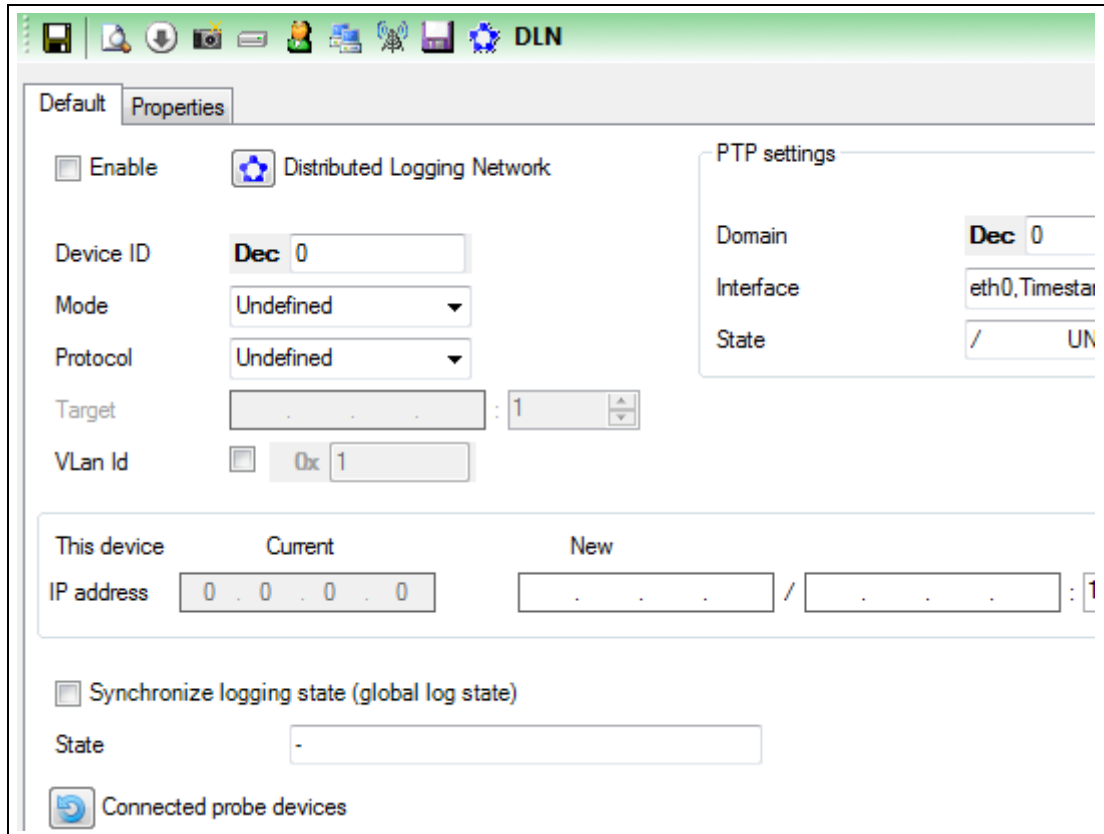 DLN
Default Properties
Enable Distributed Logging Network
PTP settings
Device ID Dec 0
Domain Dec 0
Mode Undefined
Interface eth0,Timestar
Protocol Undefined
State / UN
Target . . . : 1
VLan Id 0x 1
This device Current New
IP address 0 . 0 . 0 . 0 . . . / . . . : 1
Synchronize logging state (global log state)
State -
Connected probe devices